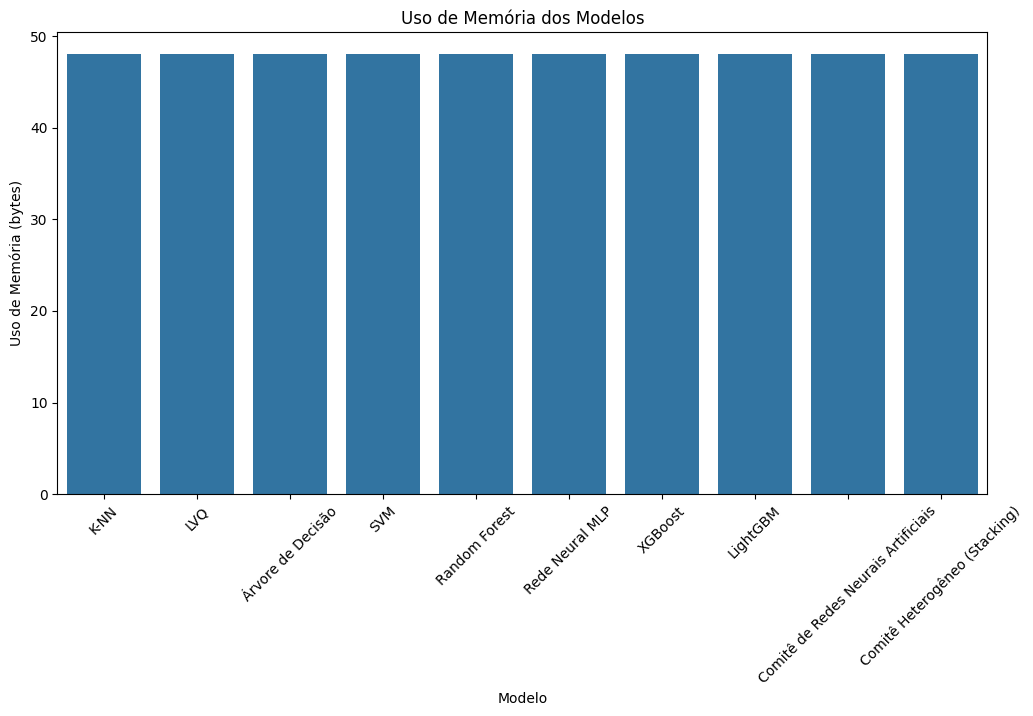 Uso de Memória dos Modelos
Uso de Memória (bytes)
50
40
30
20
10
0
K-NN
LVQ
Árvore de Decisão
SVM
Random Forest
Rede Neural MLP
XGBoost
LightGBM
Comitê de Redes Neurais Artificiais
Comitê Heterogêneo (Stacking)
Modelo